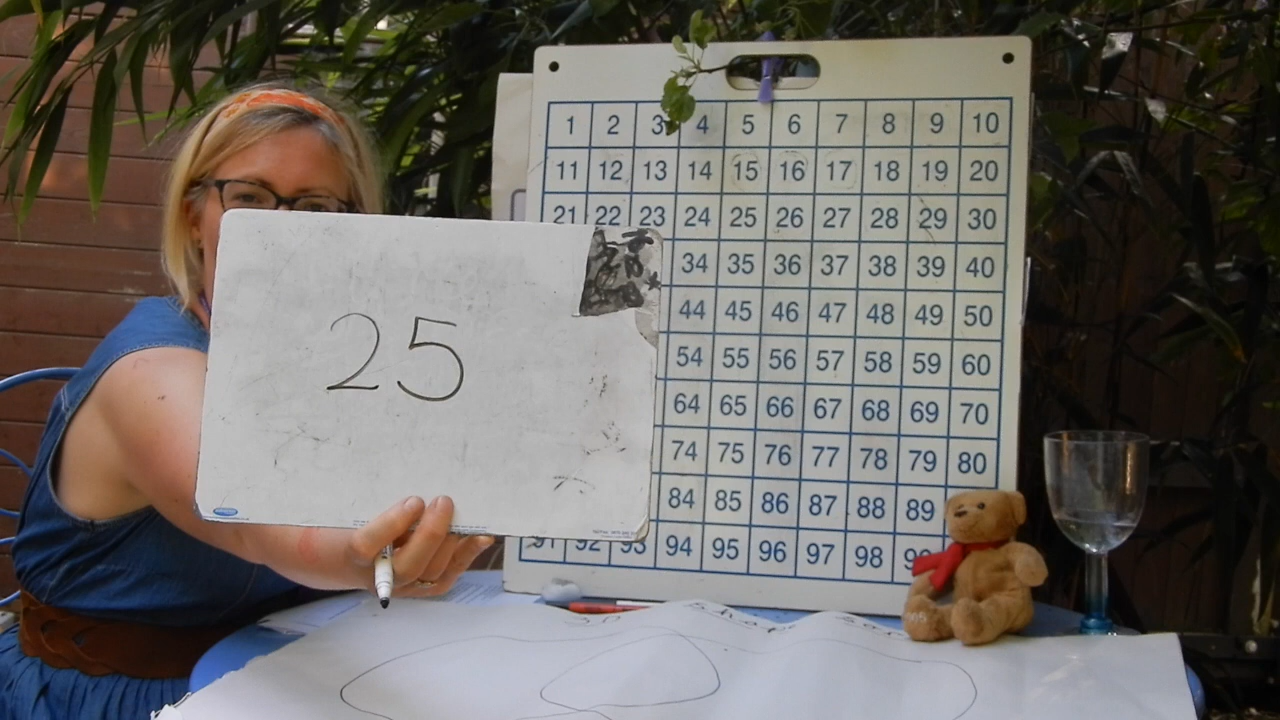 1 2 3 4 5 6 7 8 9 10
11 12 13 14 15 16 17 18 19 20
21 22 23 24 25 26 27 28 29 30
34 35 36 37 38 39 40
25
44 45 46 47 48 49 50
54 55 56 57 58 59 60
64 65 66 67 68 69 70
74 75 76 77 78 79 80
84 85 86 87 88 89
91 92 93 94 95 96 97 98
Shape